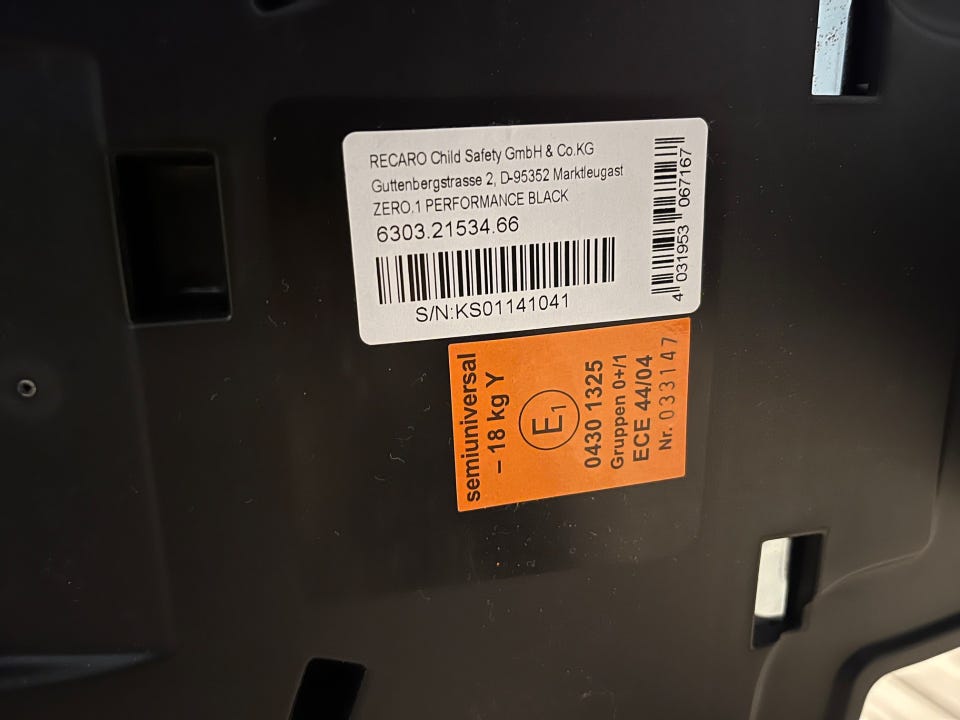 RECARO Child Safety GmbH & Co.KG
Guttenbergstrasse 2, D-95352 Marktleugast
ZERO.1 PERFORMANCE BLACK
6303.21534.66
S/N:KS01141041
4 031953 067167
semiuniversal
– 18 kg Y
E1
0430 1325
Gruppen 0+/1
ECE 44/04
Nr. 033147